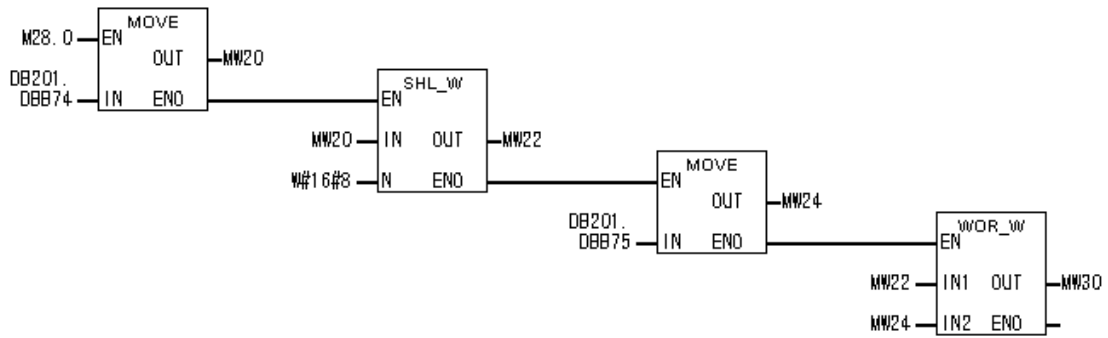 MOVE
M28.0 EN
OUT MW20
DB201.
DBB74 IN ENO
SHL_W
EN
MW20 IN OUT MW22
W#16#8 N ENO
MOVE
EN
OUT MW24
DB201.
DBB75 IN ENO
WOR_W
EN
MW22 IN1 OUT MW30
MW24 IN2 ENO